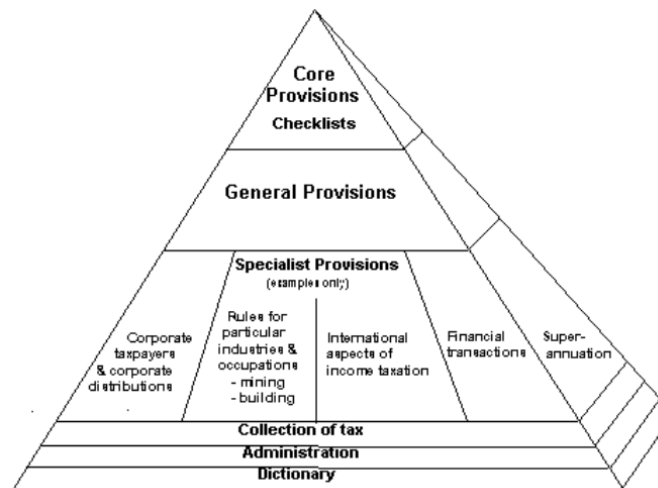 Core
Provisions
Checklists
General Provisions
Specialist Provisions
(examples only)
Corporate
taxpayers
& corporate
distributions
Rules for
particular
industries &
occupations
- mining
- building
International
aspects of
income taxation
Financial
transactions
Super-
annuation
Collection of tax
Administration
Dictionary